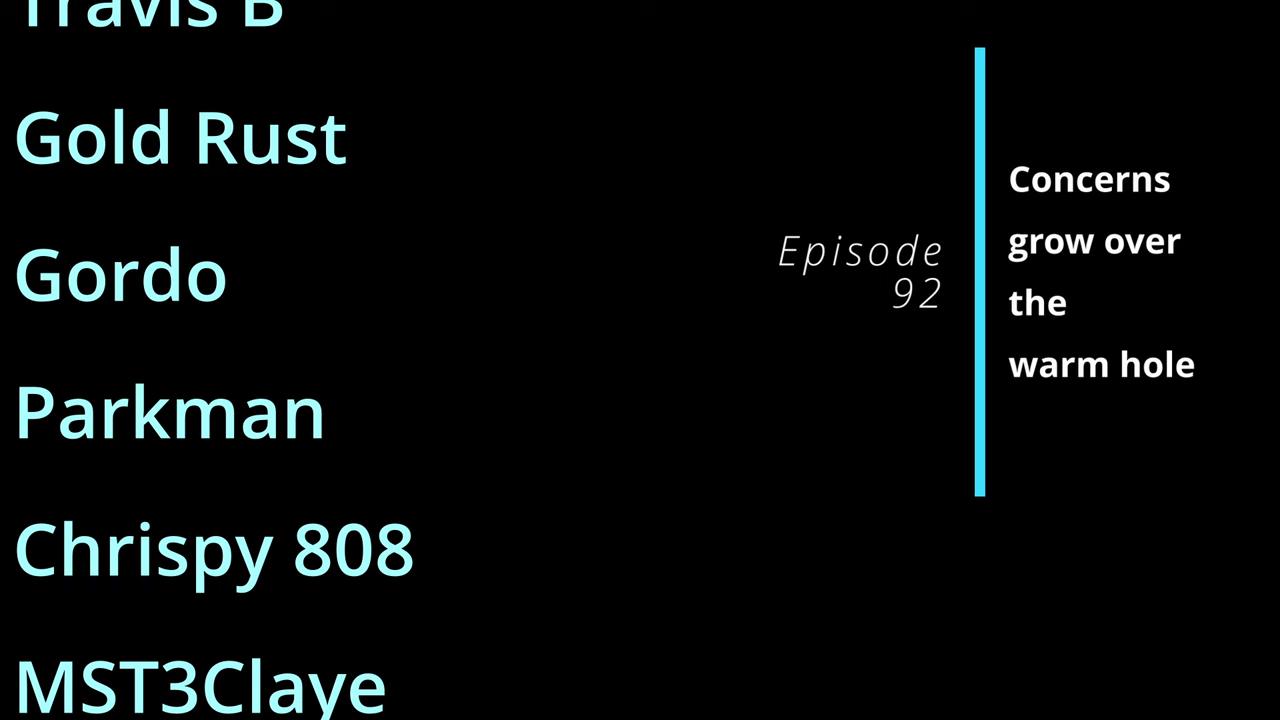 Travis B
Gold Rust
Gordo
Parkman
Chrispy 808
MST3Claye
Episode
92
Concerns
grow over
the
warm hole